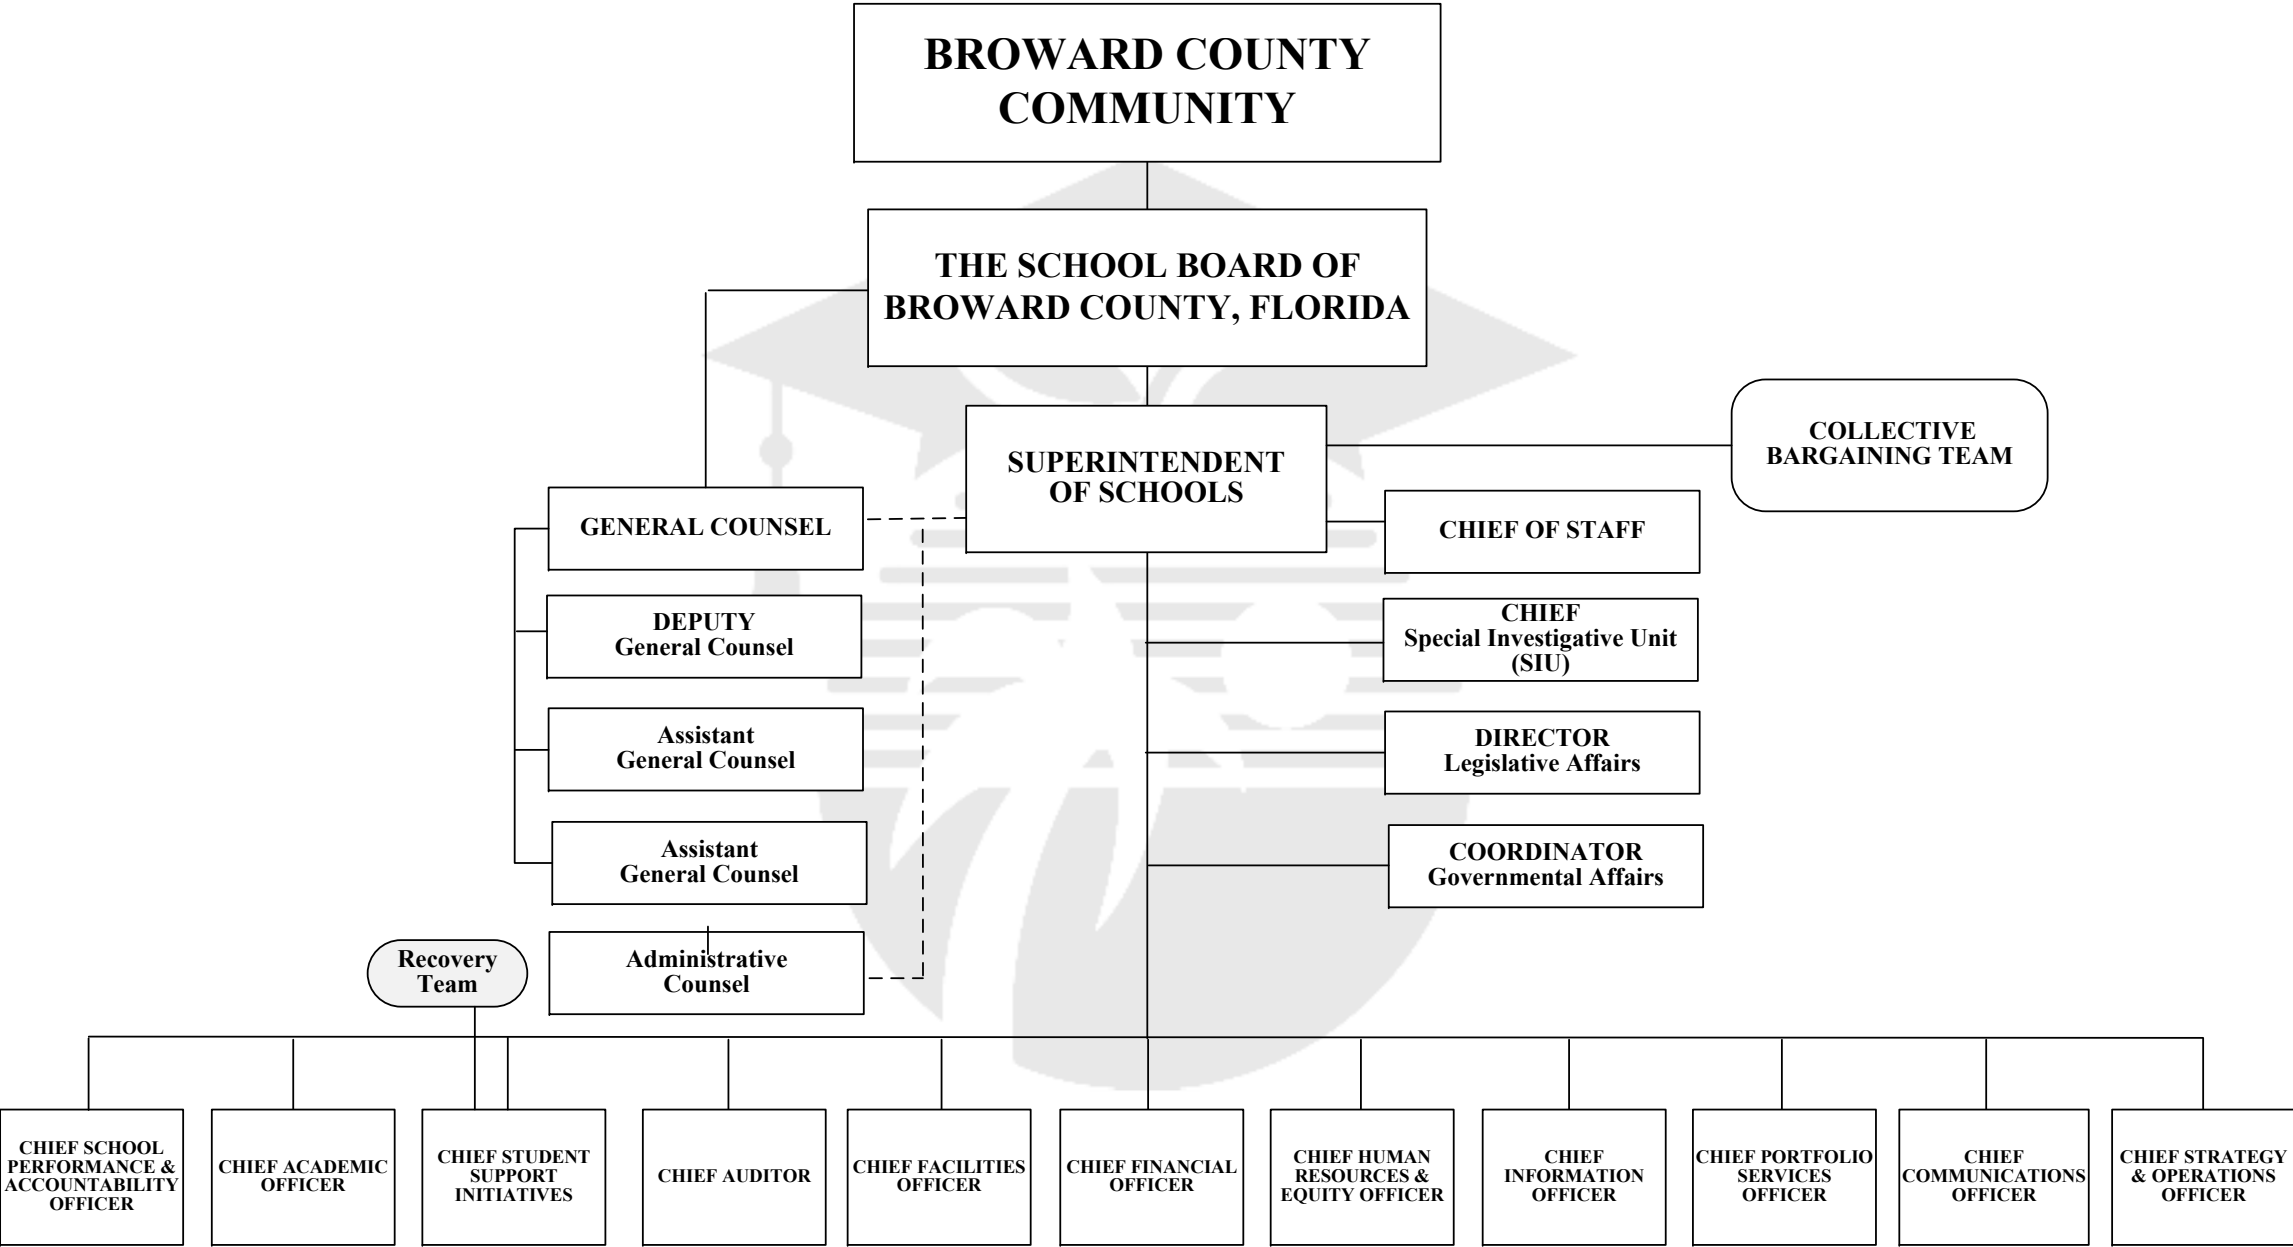 BROWARD COUNTY
COMMUNITY
THE SCHOOL BOARD OF
BROWARD COUNTY, FLORIDA
COLLECTIVE
BARGAINING TEAM
SUPERINTENDENT
OF SCHOOLS
GENERAL COUNSEL
CHIEF OF STAFF
DEPUTY
General Counsel
CHIEF
Special Investigative Unit
(SIU)
Assistant
General Counsel
DIRECTOR
Legislative Affairs
Assistant
General Counsel
COORDINATOR
Governmental Affairs
Recovery
Team
Administrative
Counsel
CHIEF SCHOOL
PERFORMANCE &
ACCOUNTABILITY
OFFICER
CHIEF ACADEMIC
OFFICER
CHIEF STUDENT
SUPPORT
INITIATIVES
CHIEF AUDITOR
CHIEF FACILITIES
OFFICER
CHIEF FINANCIAL
OFFICER
CHIEF HUMAN
RESOURCES &
EQUITY OFFICER
CHIEF
INFORMATION
OFFICER
CHIEF PORTFOLIO
SERVICES
OFFICER
CHIEF
COMMUNICATIONS
OFFICER
CHIEF STRATEGY
& OPERATIONS
OFFICER